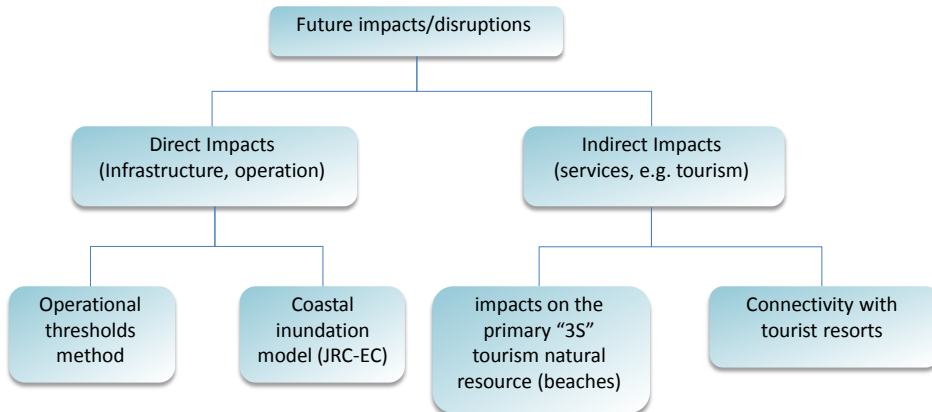 Future impacts/disruptions
Direct Impacts
(Infrastructure, operation)
Indirect Impacts
(services, e.g. tourism)
Operational
thresholds
method
Coastal
inundation
model (JRC-EC)
impacts on the
primary “3S”
tourism natural
resource (beaches)
Connectivity with
tourist resorts